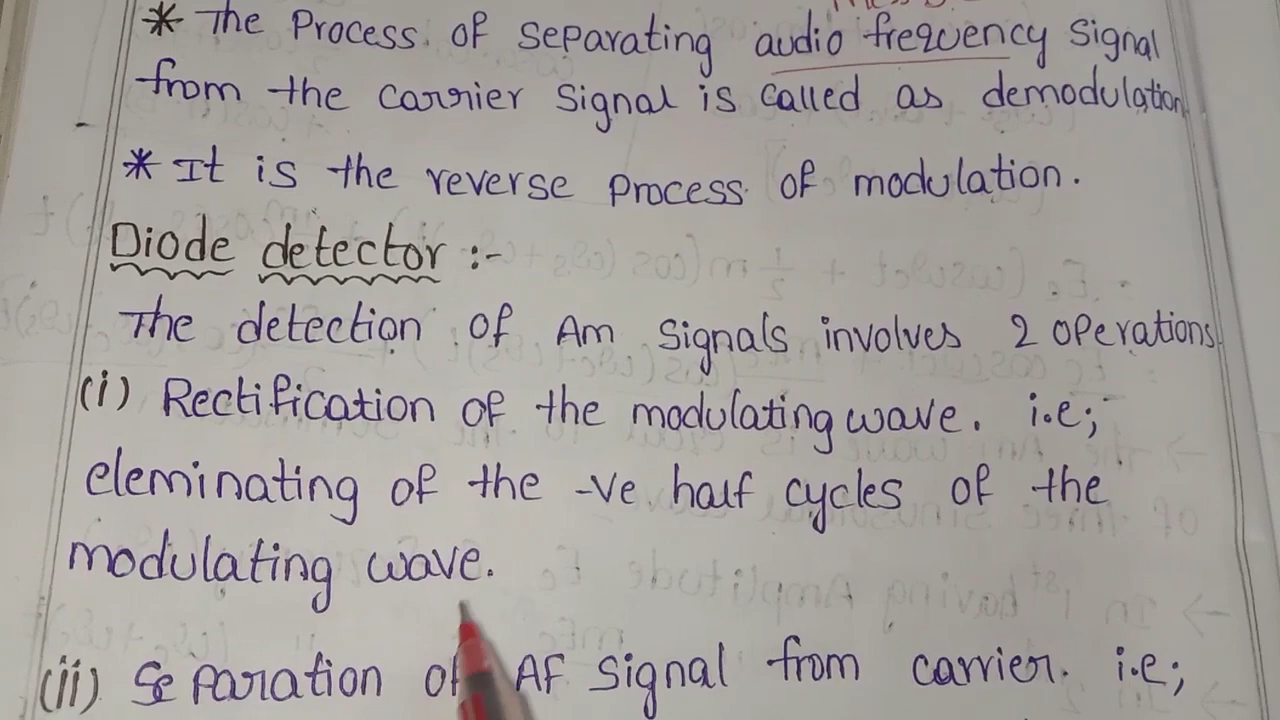 * The Process of Separating audio frequency Signal
from the carrier Signal is called as demodulation
* It is the reverse Process of modulation.
Diode detector :-
The detection of Am Signals involves 2 operations
(i) Rectification of the modulating wave. i.e;
eleminating of the -ve half cycles of the
modulating wave.
(ii) Separation of AF Signal from carrier. i.e;